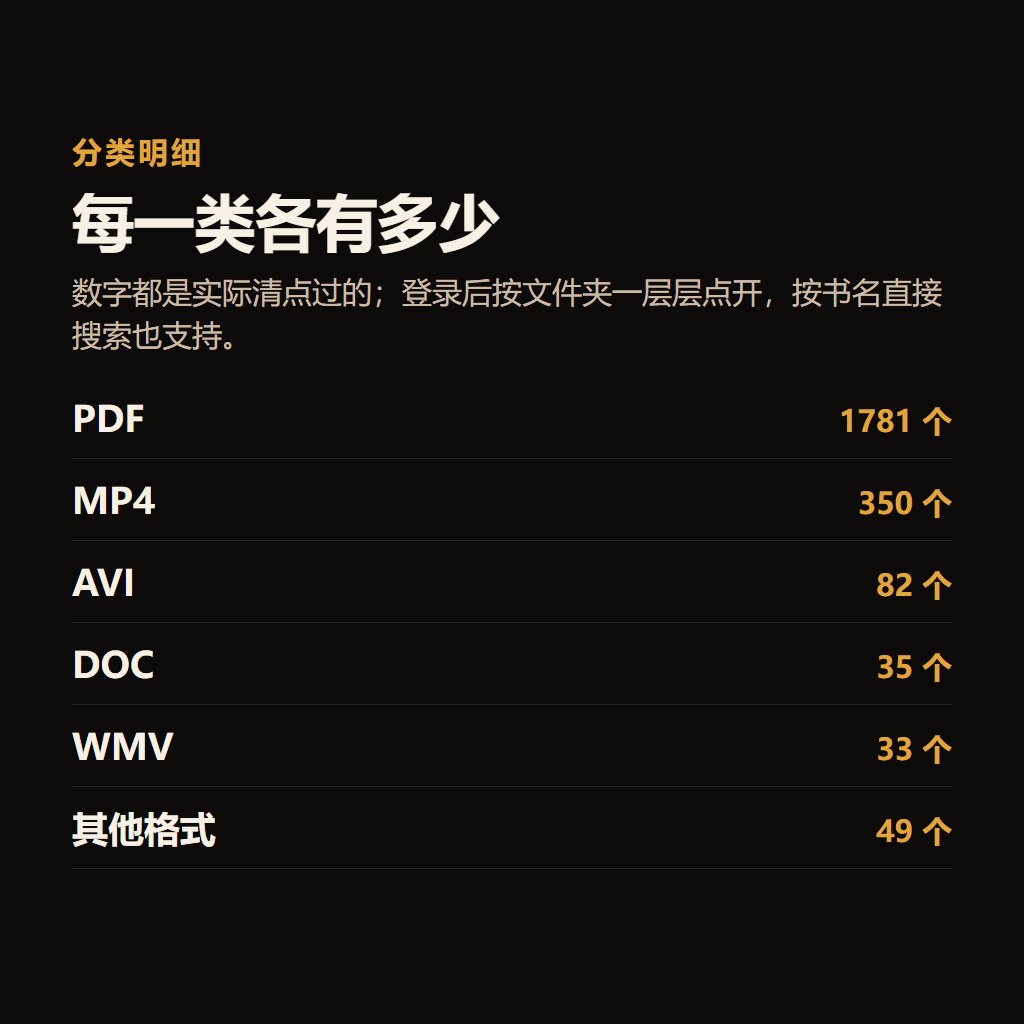 分类明细
每一类各有多少
数字都是实际清点过的；登录后按文件夹一层层点开，按书名直接
搜索也支持。
PDF 1781 个
MP4 350 个
AVI 82 个
DOC 35 个
WMV 33 个
其他格式 49 个